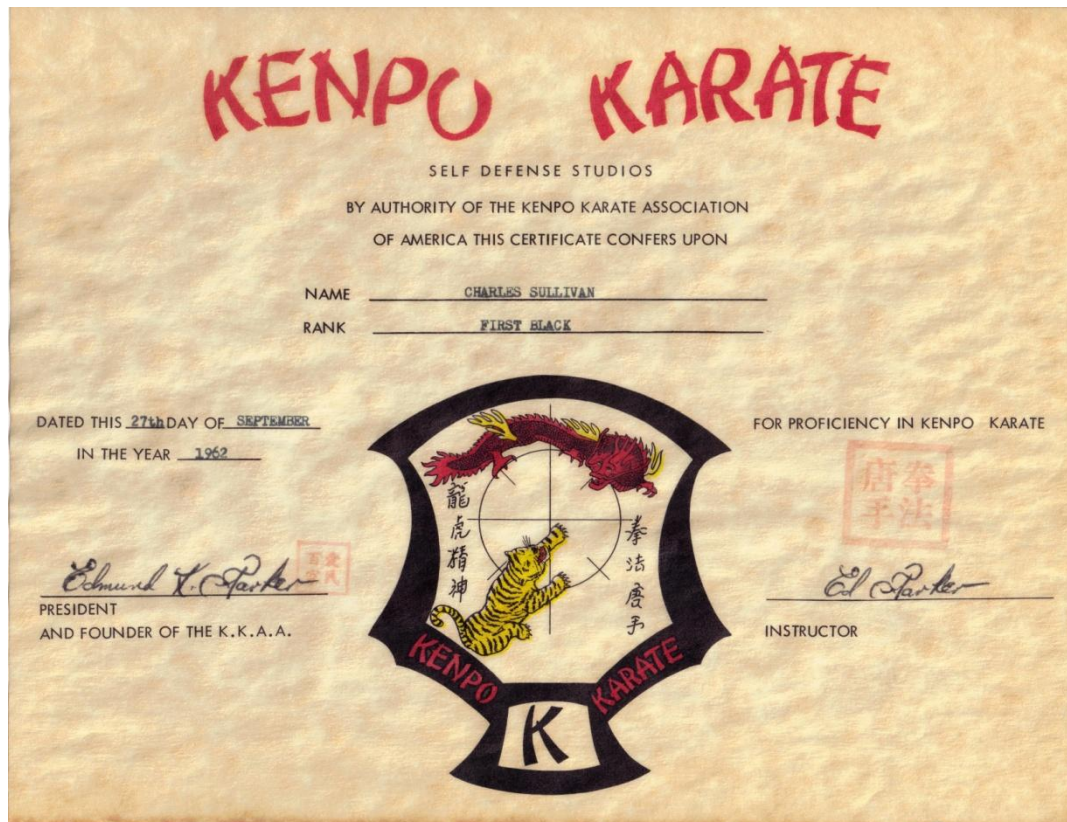 KENPO KARATE
SELF DEFENSE STUDIOS
BY AUTHORITY OF THE KENPO KARATE ASSOCIATION
OF AMERICA THIS CERTIFICATE CONFERS UPON
NAME CHARLES SULLIVAN
RANK FIRST BLACK
DATED THIS 27th DAY OF SEPTEMBER
IN THE YEAR 1962
FOR PROFICIENCY IN KENPO KARATE
拳法
唐手
龍虎精神
拳法唐手
Edmund K. Parker
PRESIDENT
AND FOUNDER OF THE K.K.A.A.
Ed Parker
INSTRUCTOR
KENPO KARATE
K